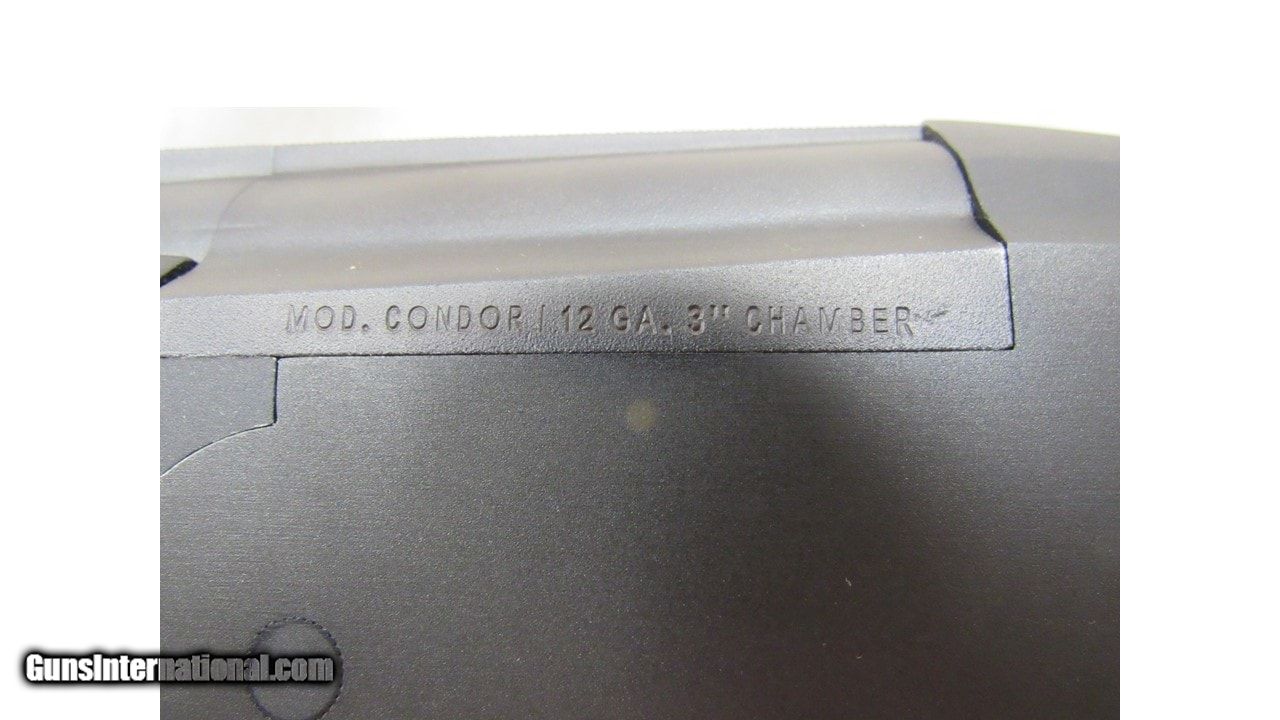 MOD. CONDOR I 12 GA. 3" CHAMBER
GunsInternational.com